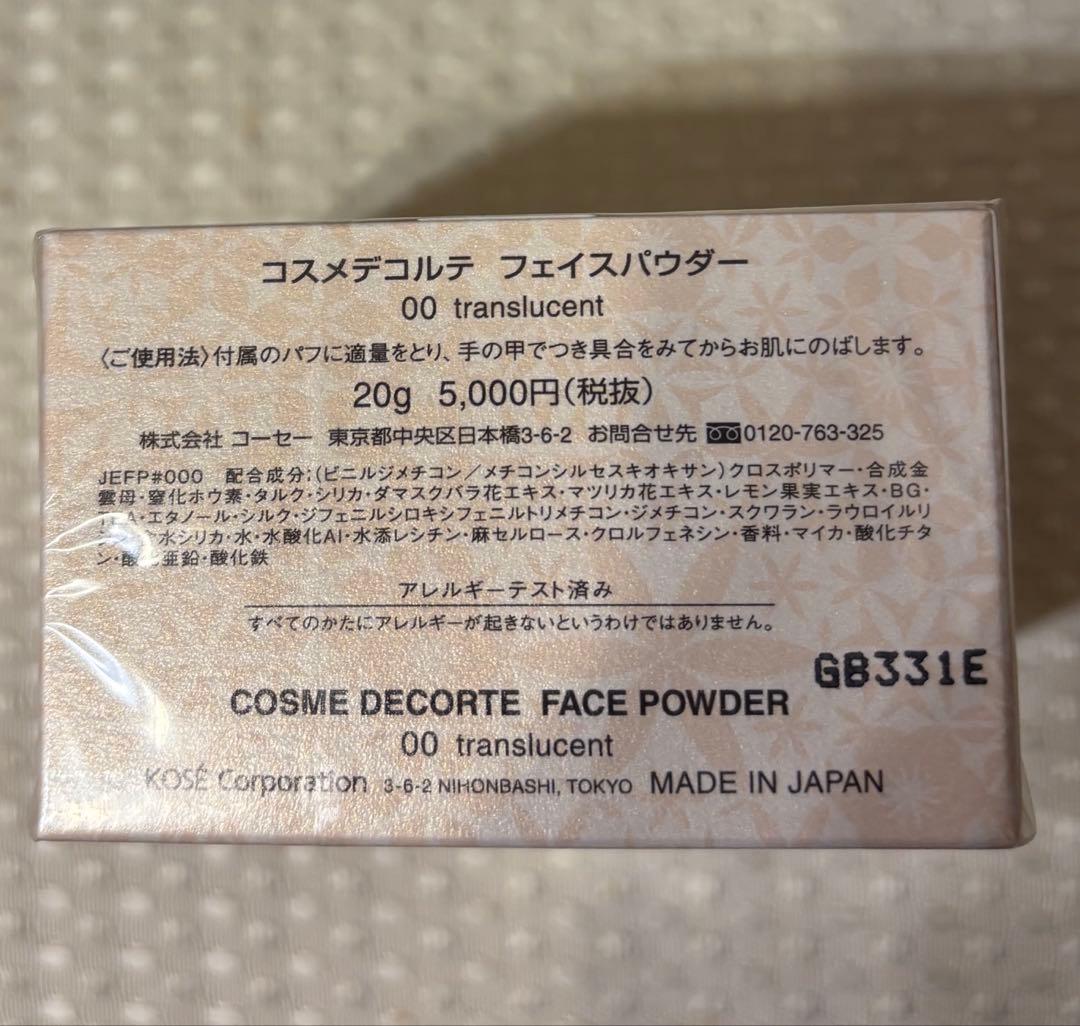 コスメデコルテ フェイスパウダー
00 translucent
〈ご使用法〉付属のパフに適量をとり、手の甲でつき具合をみてからお肌にのばします。
20g 5,000円(税抜)
株式会社 コーセー 東京都中央区日本橋3-6-2 お問合せ先 0120-763-325
JEFP#000 配合成分:(ビニルジメチコン/メチコンシルセスキオキサン)クロスポリマー・合成金
雲母・窒化ホウ素・タルク・シリカ・ダマスクバラ花エキス・マツリカ花エキス・レモン果実エキス・BG・
・エタノール・シルク・ジフェニルシロキシフェニルトリメチコン・ジメチコン・スクワラン・ラウロイルリ
水シリカ・水・水酸化Al・水添レシチン・麻セルロース・クロルフェネシン・香料・マイカ・酸化チタ
ン・酸化亜鉛・酸化鉄
アレルギーテスト済み
すべてのかたにアレルギーが起きないというわけではありません。
GB331E
COSME DECORTE FACE POWDER
00 translucent
KOSÉ Corporation 3-6-2 NIHONBASHI, TOKYO MADE IN JAPAN